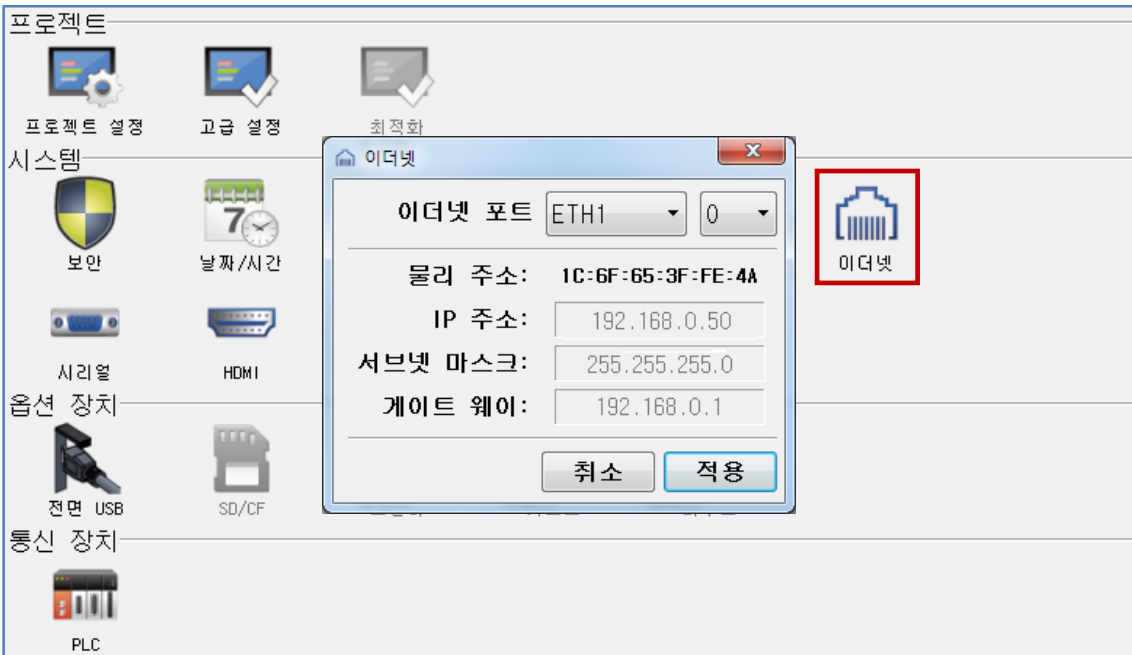 프로젝트
프로젝트 설정
고급 설정
최적화
시스템
보안
7
날짜/시간
이더넷
시리얼
HDMI
옵션 장치
전면 USB
SD/CF
통신 장치
PLC
이더넷
이더넷 포트 ETH1 0
물리 주소: 1C:6F:65:3F:FE:4A
IP 주소: 192.168.0.50
서브넷 마스크: 255.255.255.0
게이트 웨이: 192.168.0.1
취소 적용